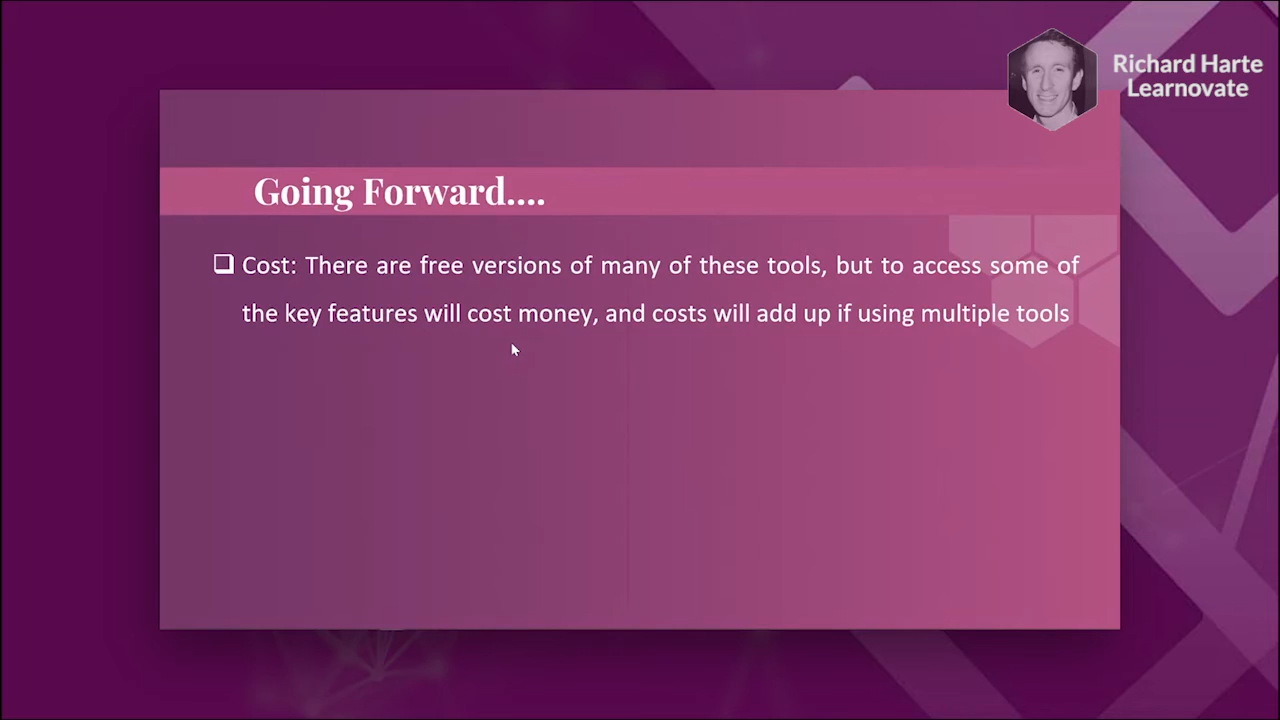 Richard Harte
Learnovate
Going Forward....
❑ Cost: There are free versions of many of these tools, but to access some of
the key features will cost money, and costs will add up if using multiple tools